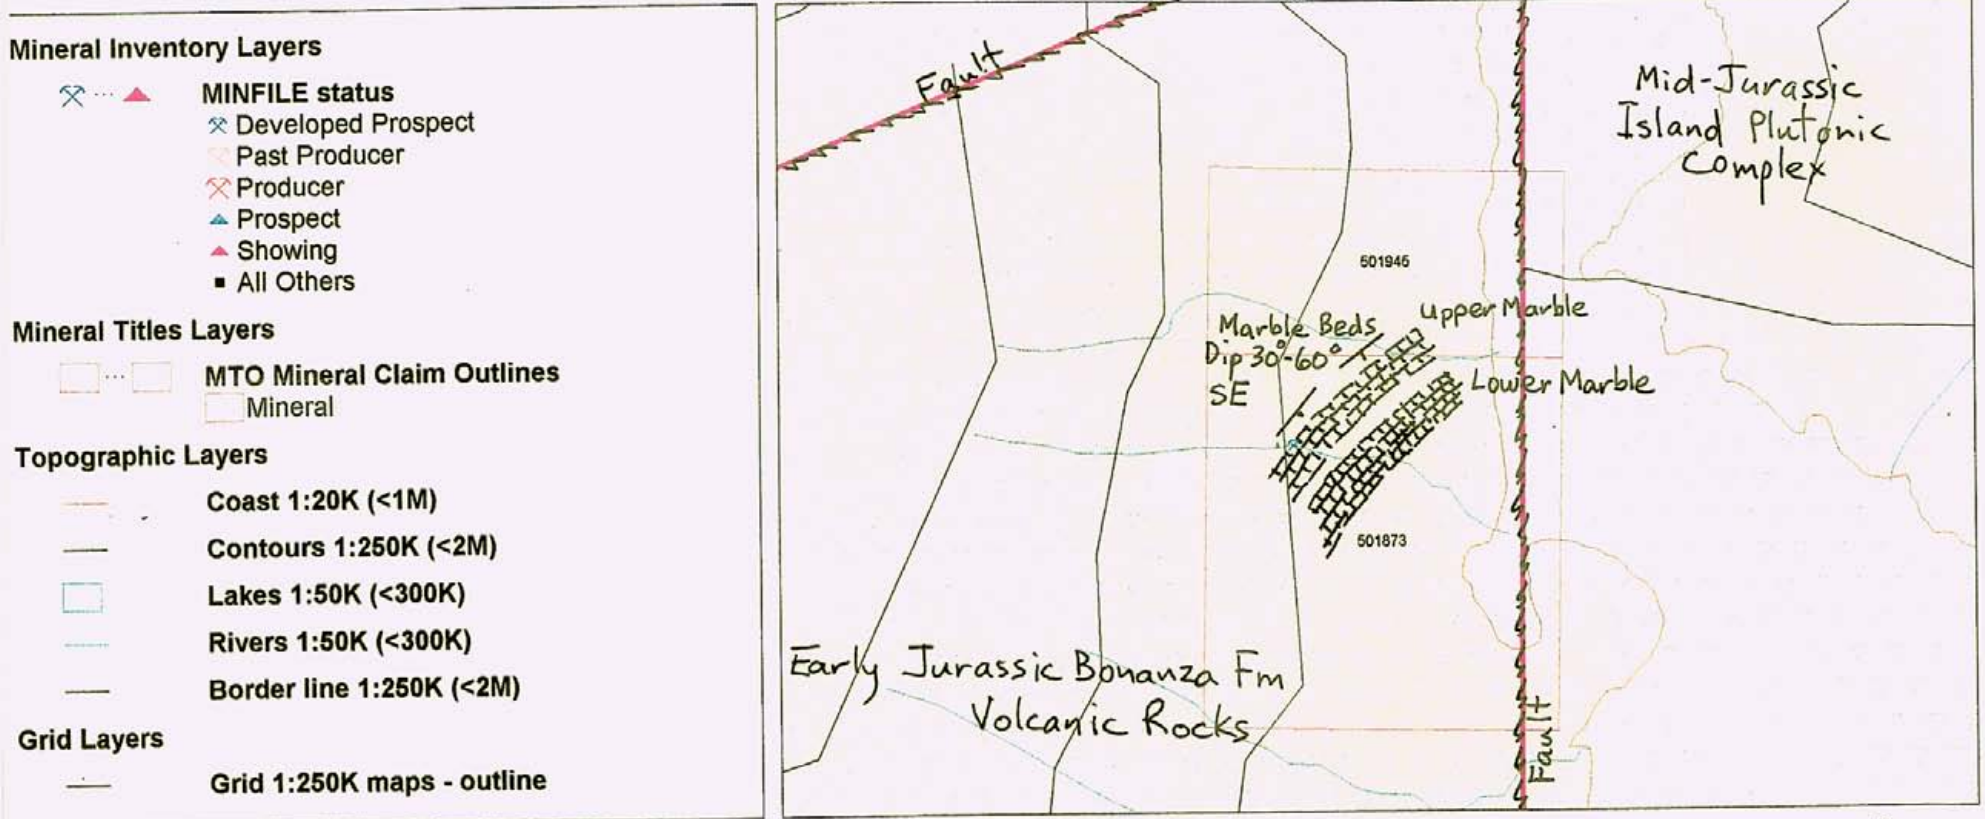 Mineral Inventory Layers
MINFILE status
Developed Prospect
Past Producer
Producer
Prospect
Showing
All Others
Mineral Titles Layers
MTO Mineral Claim Outlines
Mineral
Topographic Layers
Coast 1:20K (<1M)
Contours 1:250K (<2M)
Lakes 1:50K (<300K)
Rivers 1:50K (<300K)
Border line 1:250K (<2M)
Grid Layers
Grid 1:250K maps - outline
Fault
Mid-Jurassic
Island Plutonic
Complex
501945
Upper Marble
Marble Beds
Dip 30°-60°
SE
Lower Marble
501873
Early Jurassic Bonanza Fm
Volcanic Rocks
Fault